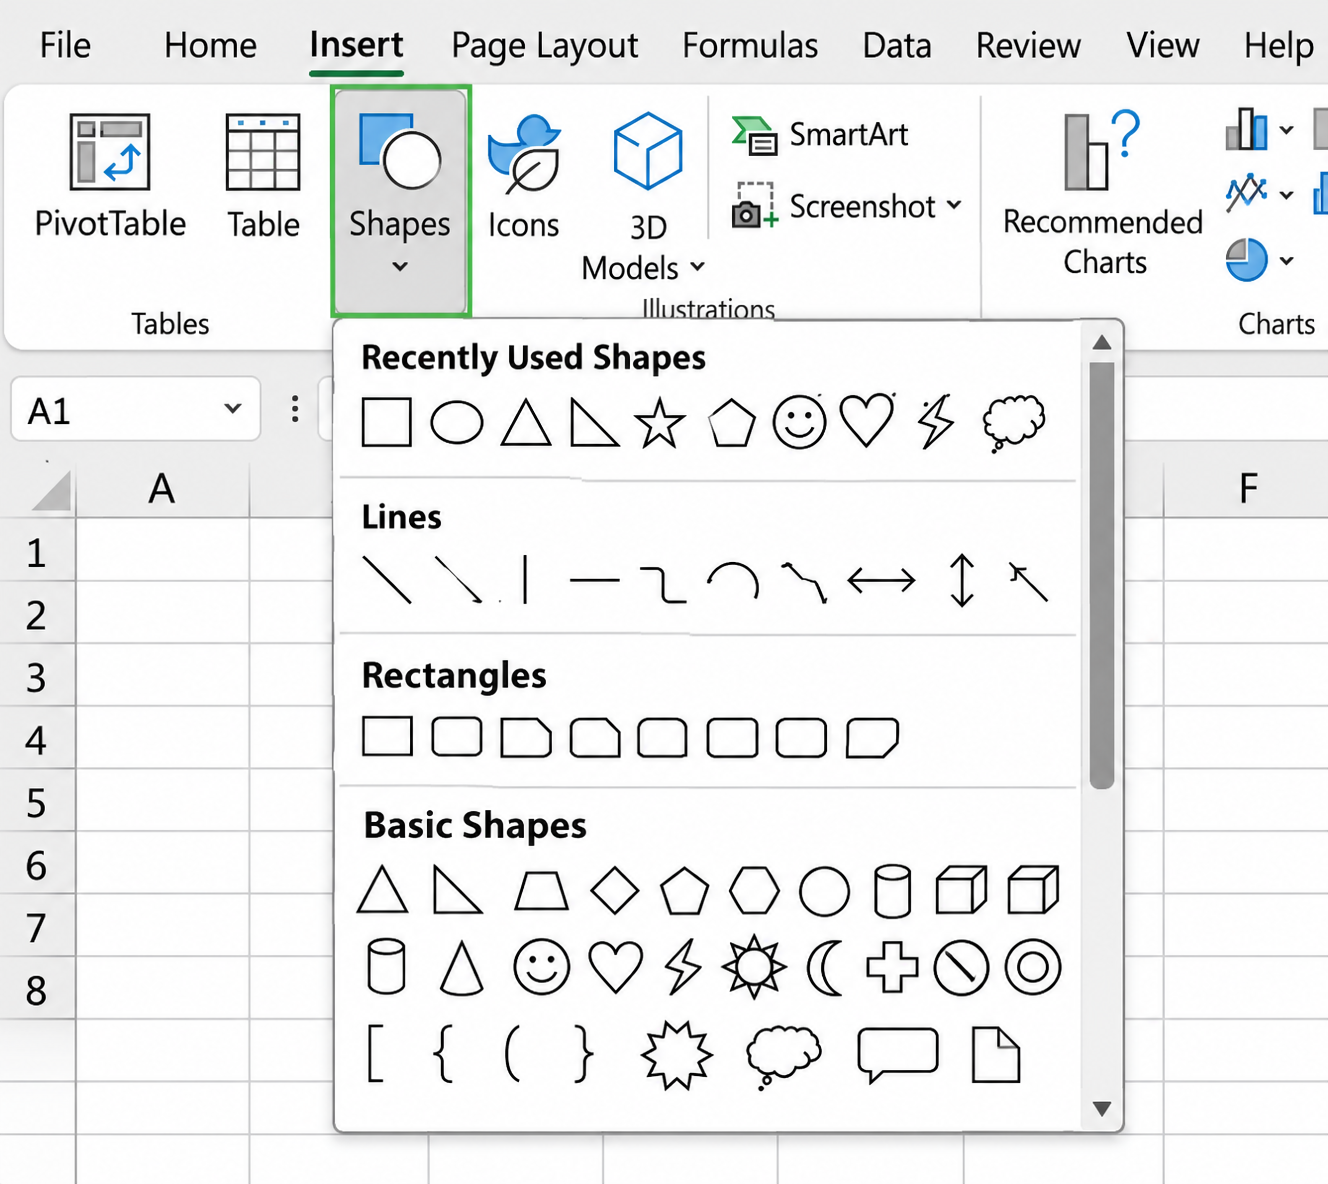 File Home Insert Page Layout Formulas Data Review View Help
PivotTable Table Shapes Icons 3D Models SmartArt
Screenshot
Recommended Charts
Tables Illustrations Charts
A1
Recently Used Shapes
A F
Lines
1
2
Rectangles
3
4
5
Basic Shapes
6
7
8